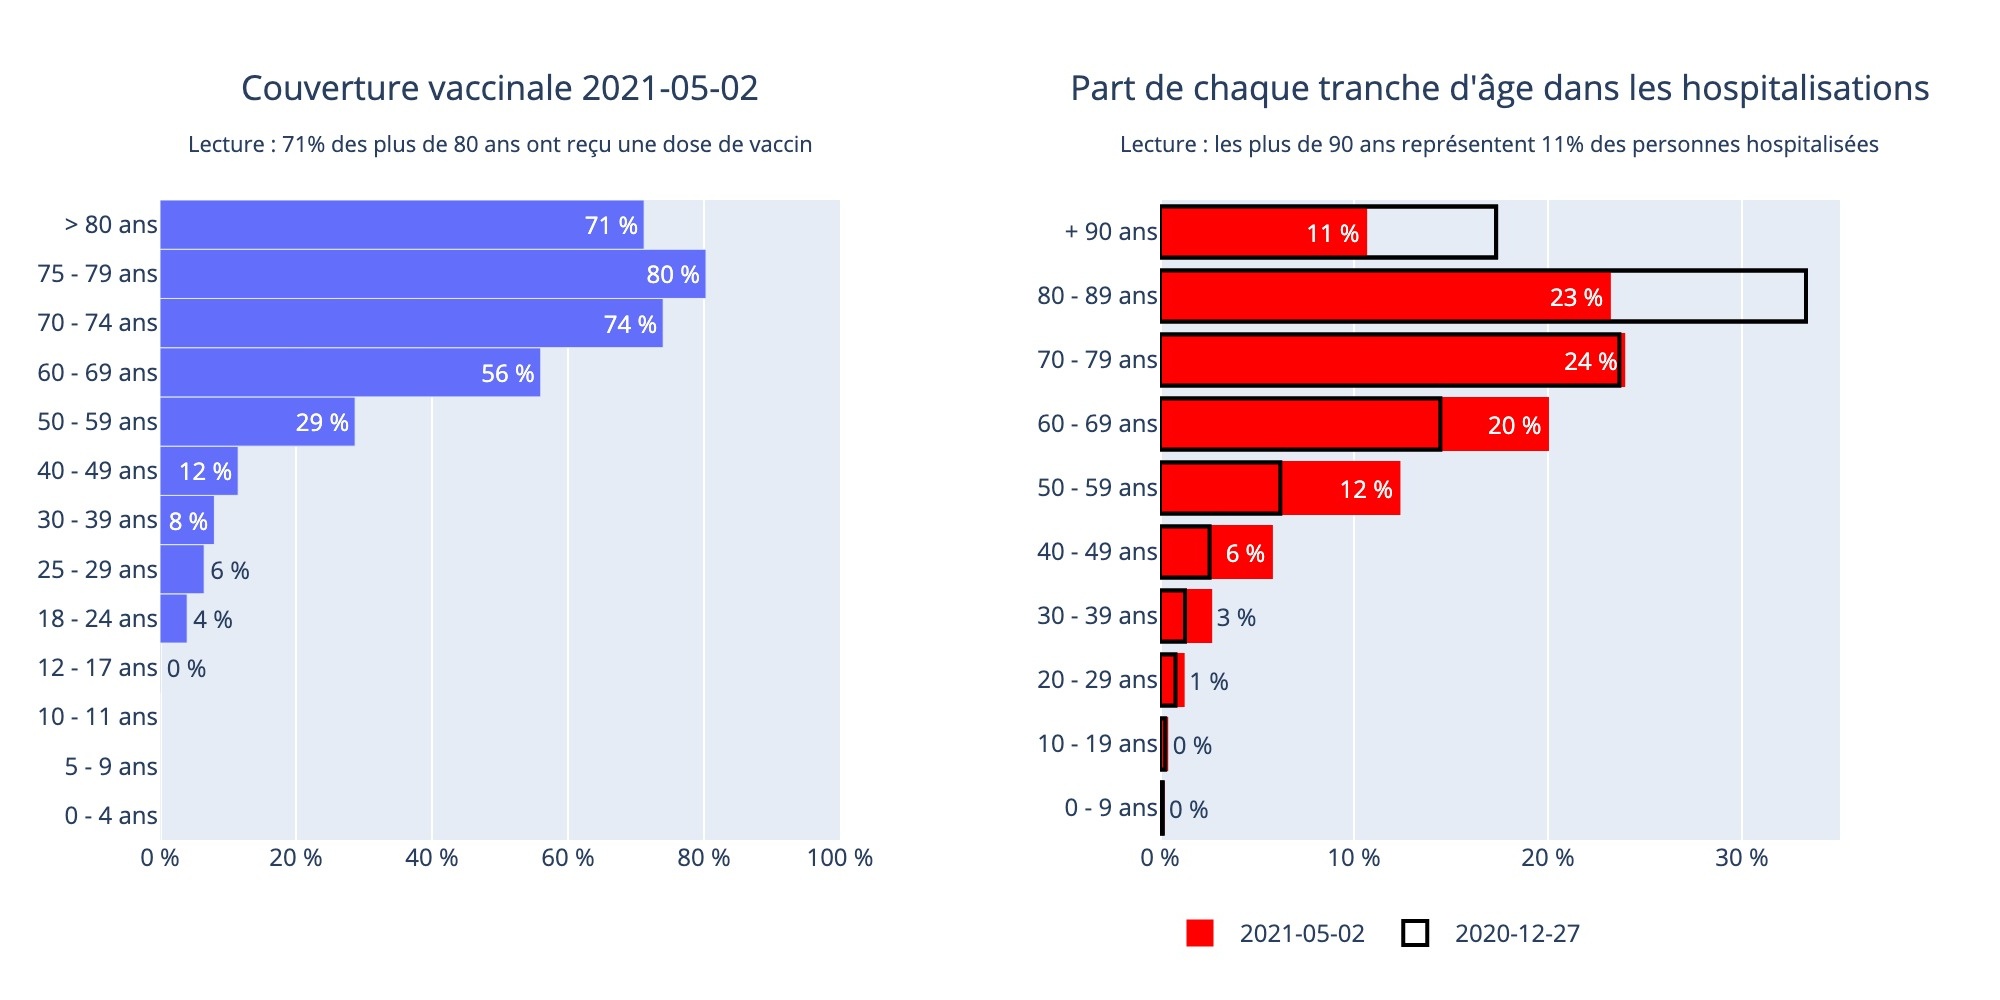 Couverture vaccinale 2021-05-02
Lecture : 71% des plus de 80 ans ont reçu une dose de vaccin
> 80 ans 71 %
75 - 79 ans 80 %
70 - 74 ans 74 %
60 - 69 ans 56 %
50 - 59 ans 29 %
40 - 49 ans 12 %
30 - 39 ans 8 %
25 - 29 ans 6 %
18 - 24 ans 4 %
12 - 17 ans 0 %
10 - 11 ans
5 - 9 ans
0 - 4 ans
0 % 20 % 40 % 60 % 80 % 100 %
Part de chaque tranche d'âge dans les hospitalisations
Lecture : les plus de 90 ans représentent 11% des personnes hospitalisées
+ 90 ans 11 %
80 - 89 ans 23 %
70 - 79 ans 24 %
60 - 69 ans 20 %
50 - 59 ans 12 %
40 - 49 ans 6 %
30 - 39 ans 3 %
20 - 29 ans 1 %
10 - 19 ans 0 %
0 - 9 ans 0 %
0 % 10 % 20 % 30 %
2021-05-02 2020-12-27